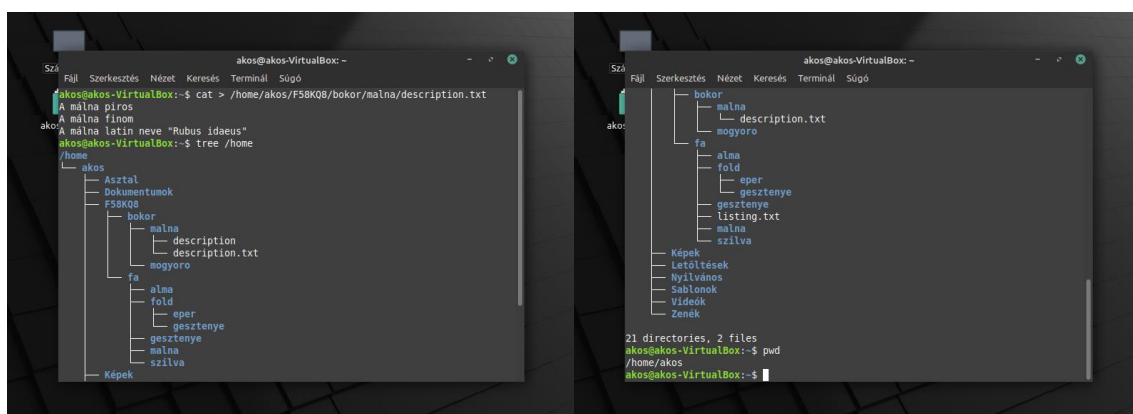 akos@akos-VirtualBox: ~
Szá
Fájl Szerkesztés Nézet Keresés Terminál Súgó
akos@akos-VirtualBox:~$ cat > /home/akos/F58KQ8/bokor/malna/description.txt
A málna piros
A málna finom
akos
A málna latin neve "Rubus idaeus"
akos@akos-VirtualBox:~$ tree /home
/home
└── akos
├── Asztal
├── Dokumentumok
├── F58KQ8
│ ├── bokor
│ │ ├── malna
│ │ │ ├── description
│ │ │ └── description.txt
│ │ └── mogyoro
│ └── fa
│ ├── alma
│ ├── fold
│ │ ├── eper
│ │ └── gesztenye
│ ├── gesztenye
│ ├── malna
│ └── szilva
├── Képek
akos@akos-VirtualBox: ~
Szá
Fájl Szerkesztés Nézet Keresés Terminál Súgó
│ ├── bokor
│ │ ├── malna
│ │ │ └── description.txt
akos
│ │ └── mogyoro
│ └── fa
│ ├── alma
│ ├── fold
│ │ ├── eper
│ │ └── gesztenye
│ ├── gesztenye
│ ├── listing.txt
│ ├── malna
│ └── szilva
├── Képek
├── Letöltések
├── Nyilvános
├── Sablonok
├── Videók
└── Zenék
21 directories, 2 files
akos@akos-VirtualBox:~$ pwd
/home/akos
akos@akos-VirtualBox:~$